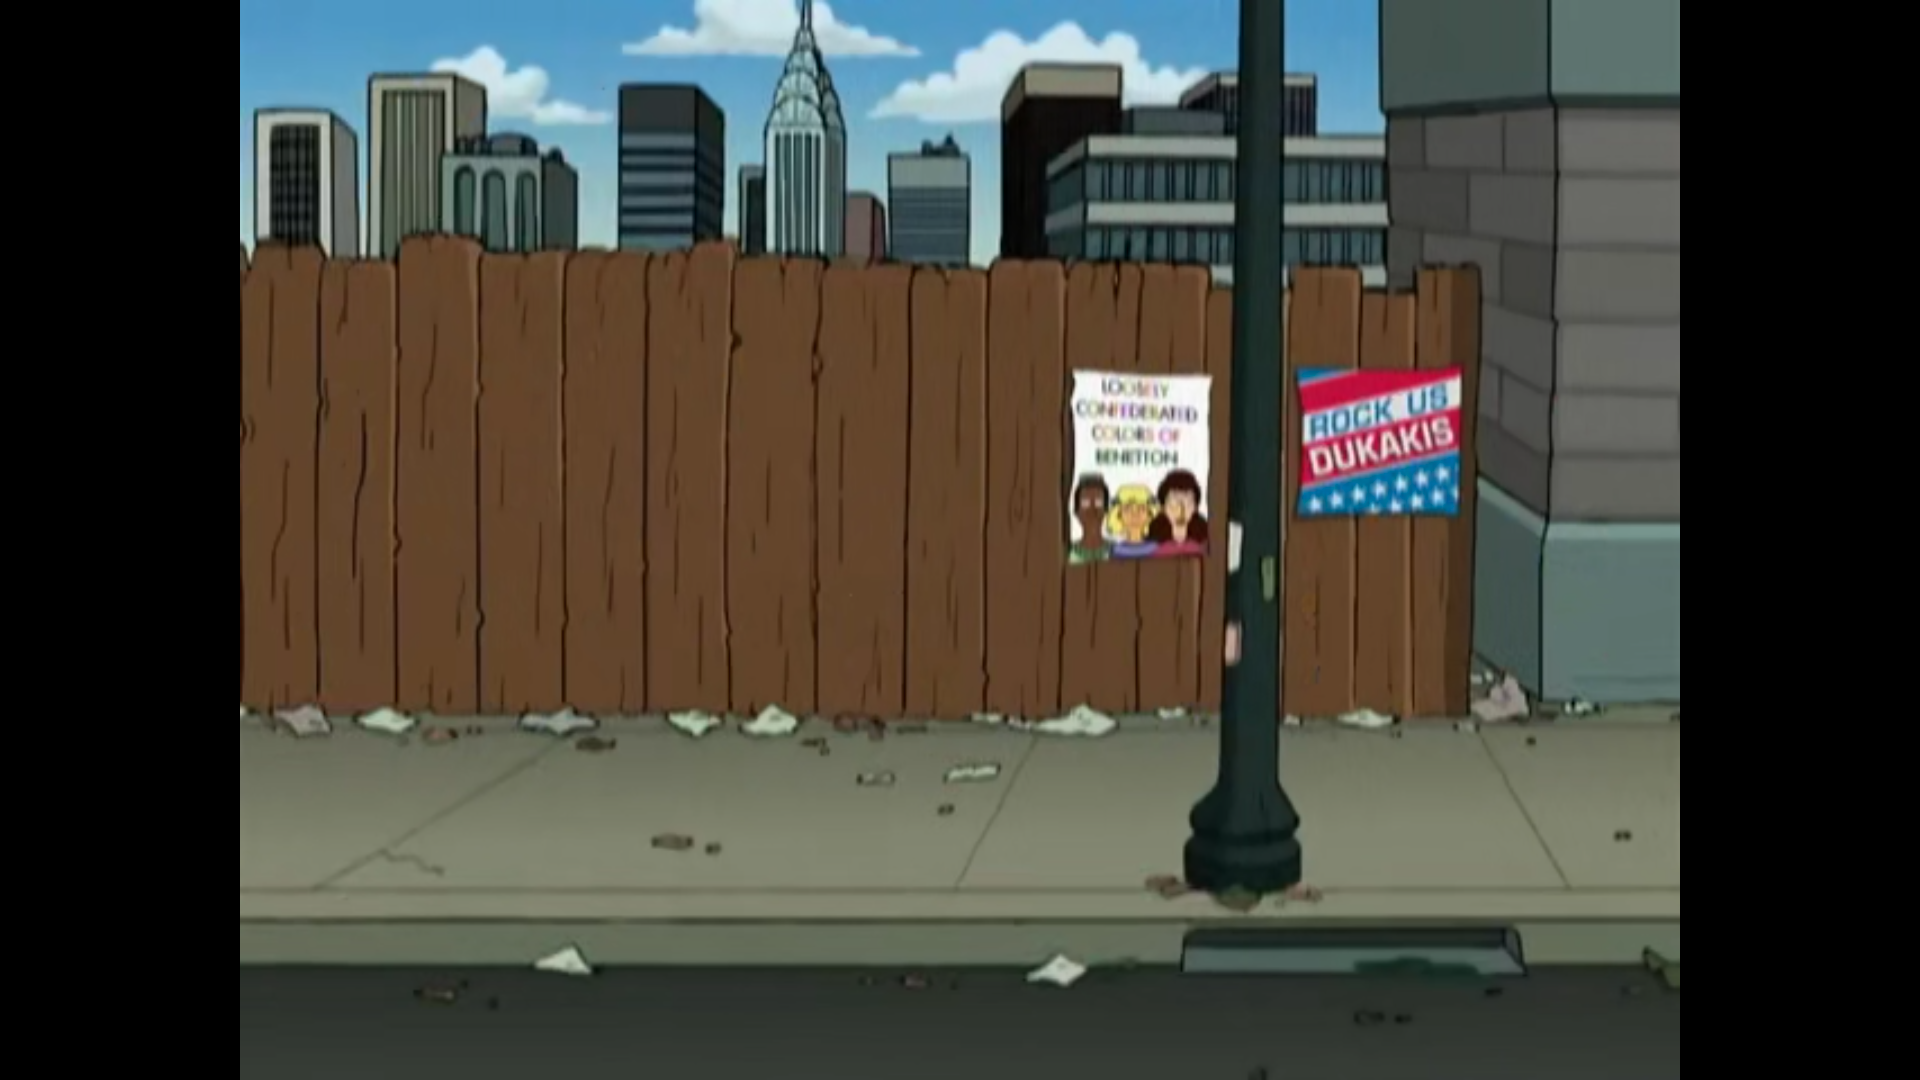 LOOSELY
CONFEDERATED
COLORS OF
BENETTON
ROCK US
DUKAKIS